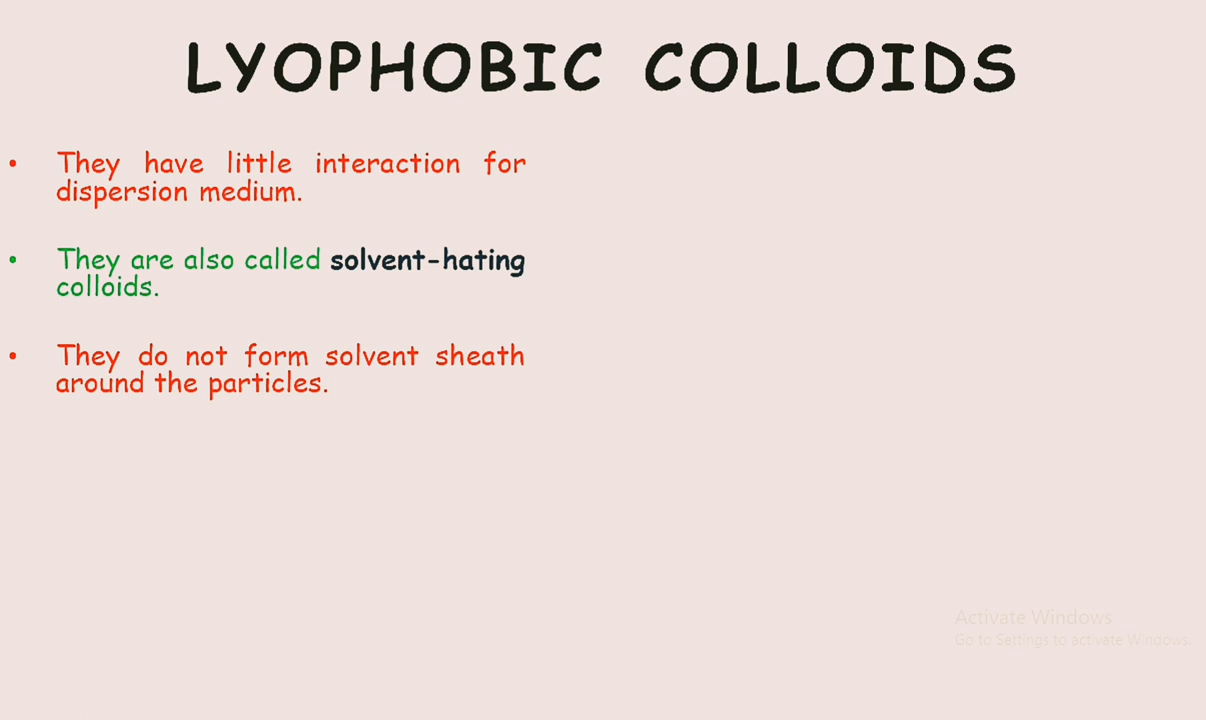 LYOPHOBIC COLLOIDS
• They have little interaction for
dispersion medium.
• They are also called solvent-hating
colloids.
• They do not form solvent sheath
around the particles.
Activate Windows
Go to Settings to activate Windows.